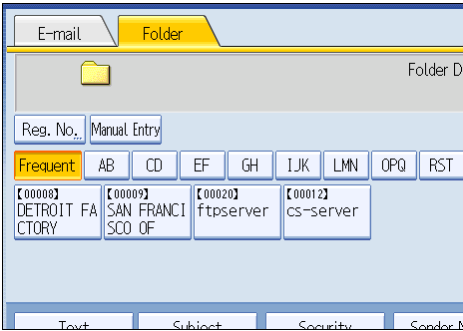 E-mail Folder
Folder D
Reg. No. Manual Entry
Frequent AB CD EF GH IJK LMN OPQ RST
【00008】 【00009】 【00020】 【00012】
DETROIT FA SAN FRANCI ftpserver cs-server
CTORY SCO OF
Text Subject Security Sender N